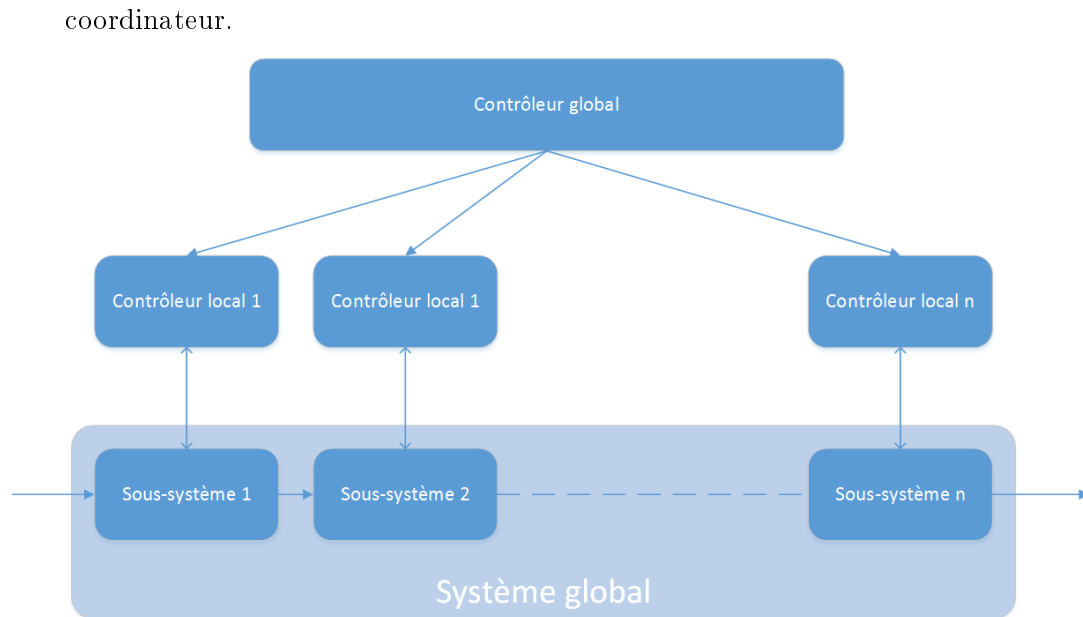 coordinateur.
Contrôleur global
Contrôleur local 1
Contrôleur local 1
Contrôleur local n
Sous-système 1
Sous-système 2
Sous-système n
Système global